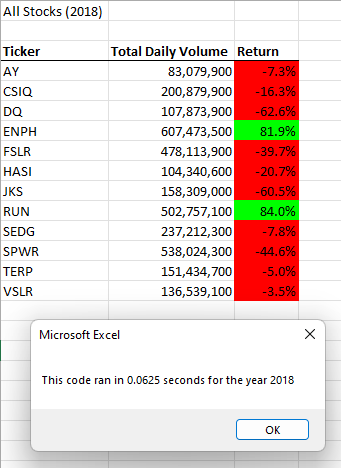 All Stocks (2018)
Ticker Total Daily Volume Return
AY 83,079,900 -7.3%
CSIQ 200,879,900 -16.3%
DQ 107,873,900 -62.6%
ENPH 607,473,500 81.9%
FSLR 478,113,900 -39.7%
HASI 104,340,600 -20.7%
JKS 158,309,000 -60.5%
RUN 502,757,100 84.0%
SEDG 237,212,300 -7.8%
SPWR 538,024,300 -44.6%
TERP 151,434,700 -5.0%
VSLR 136,539,100 -3.5%
Microsoft Excel
This code ran in 0.0625 seconds for the year 2018
OK